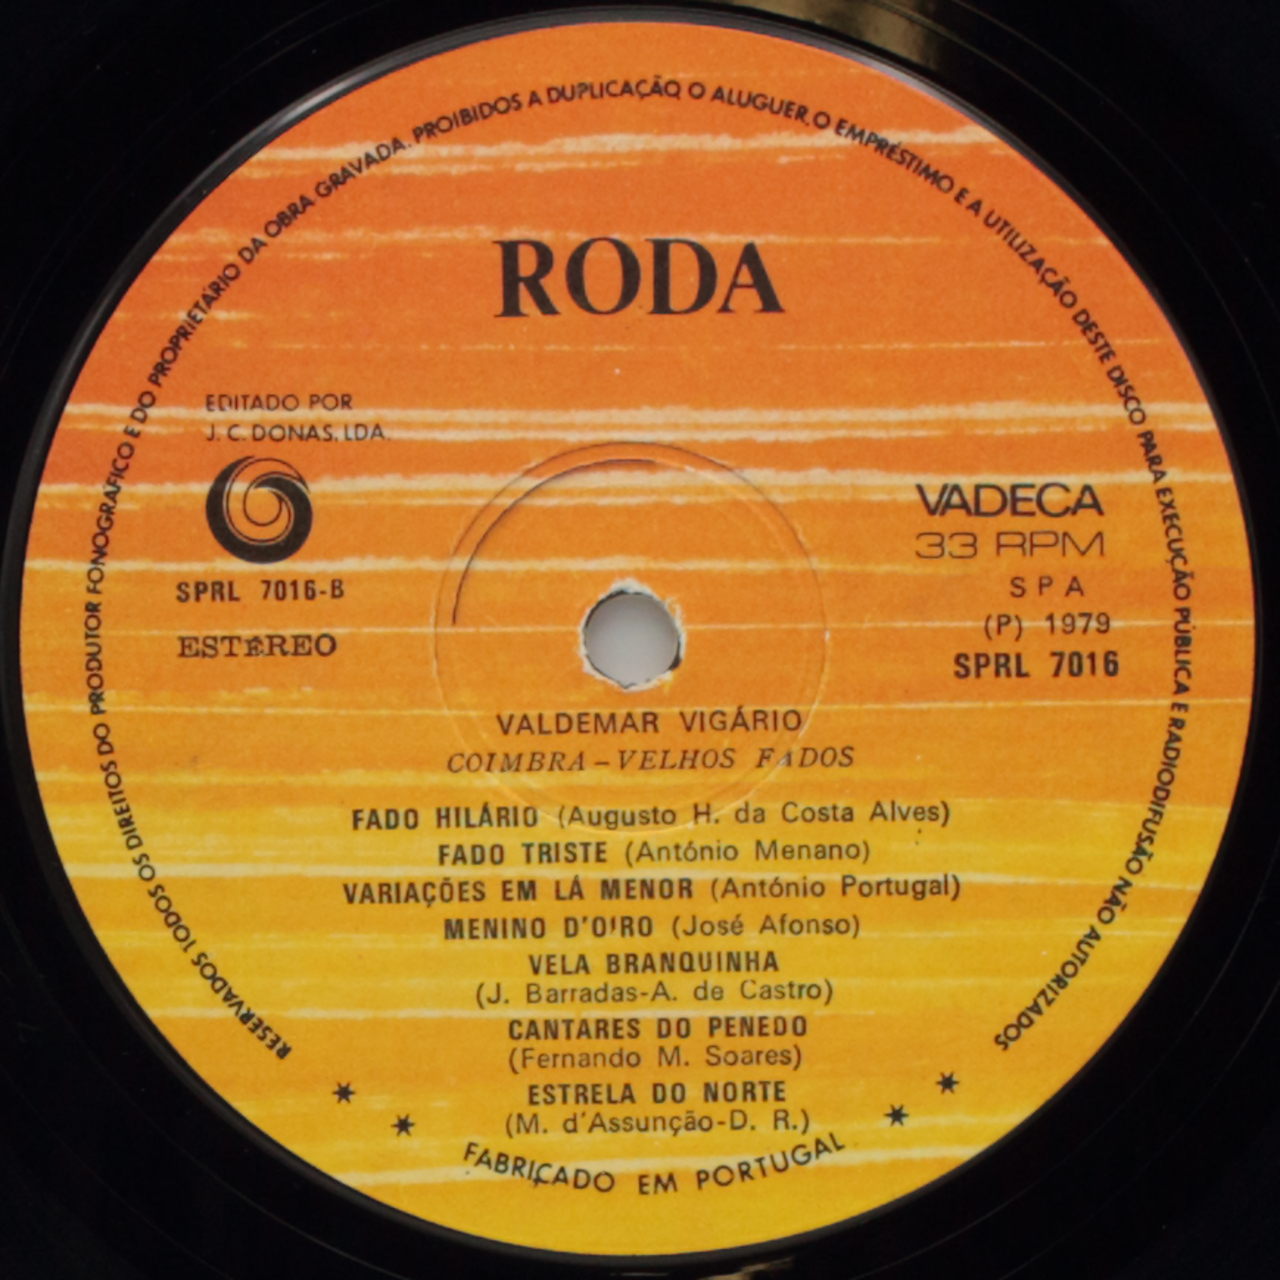 RESERVADOS TODOS OS DIREITOS DO PRODUTOR FONOGRAFICO E DO PROPRIETARIO DA OBRA GRAVADA. PROIBIDOS A DUPLICAÇÃO O ALUGUER.O EMPRÉSTIMO E A UTILIZAÇÃO DESTE DISCO PARA EXECUÇÃO PÚBLICA E RADIODIFUSÃO NÃO AUTORIZADOS
RODA
EDITADO POR
J. C. DONAS, LDA.
SPRL 7016-B
ESTÉREO
VADECA
33 RPM
S P A
(P) 1979
SPRL 7016
VALDEMAR VIGÁRIO
COIMBRA – VELHOS FADOS
FADO HILÁRIO (Augusto H. da Costa Alves)
FADO TRISTE (António Menano)
VARIAÇÕES EM LÁ MENOR (António Portugal)
MENINO D'OIRO (José Afonso)
VELA BRANQUINHA
(J. Barradas-A. de Castro)
CANTARES DO PENEDO
(Fernando M. Soares)
ESTRELA DO NORTE
(M. d'Assunção-D. R.)
FABRIÇADO EM PORTUGAL